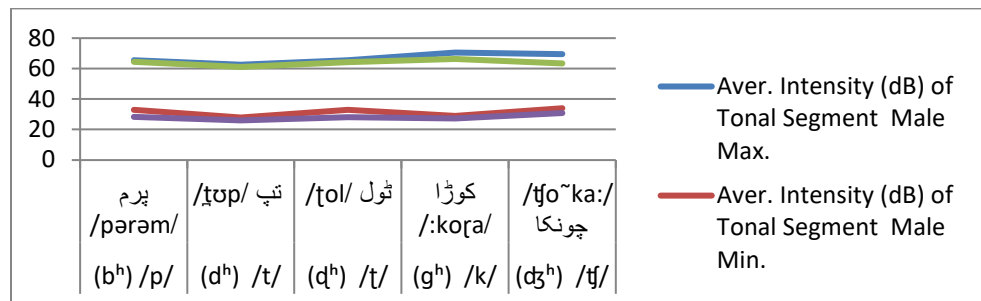 80
60
40
20
0
پرم
/pərəm/
(bʰ) /p/
/t̪ʊp/ تپ
(dʰ) /t/
/ʈol/ ٹول
(ɖʰ) /ʈ/
کوڑا
/:koɽa/
(gʰ) /k/
/ʧo˜ka:/
چونکا
(ʤʰ) /ʧ/
Aver. Intensity (dB) of
Tonal Segment Male
Max.
Aver. Intensity (dB) of
Tonal Segment Male
Min.